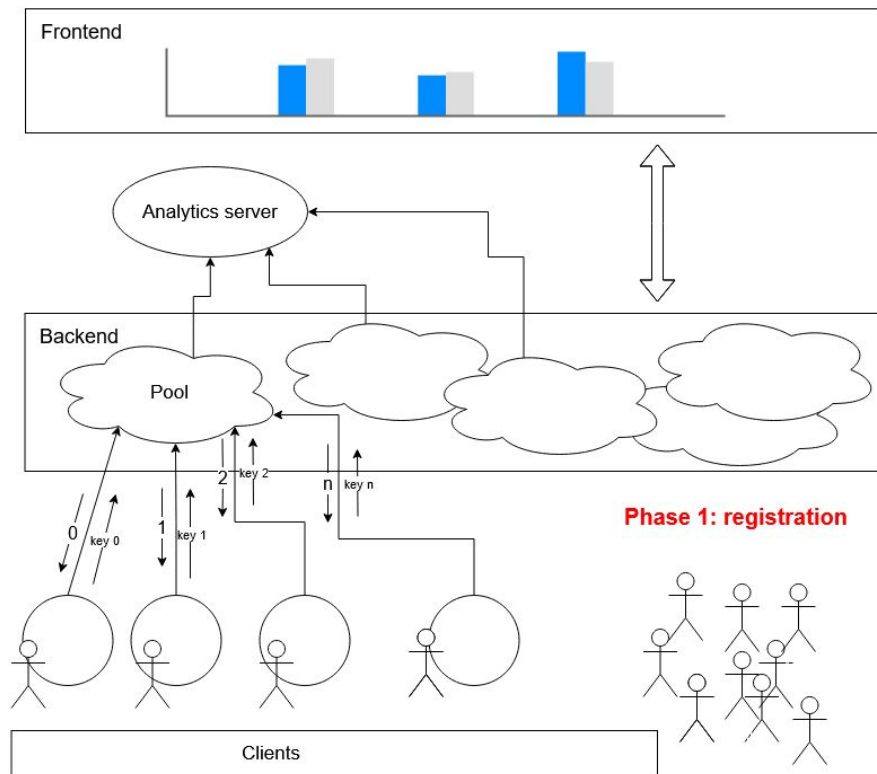 Frontend
Analytics server
Backend
Pool
2
key 2
n
key n
0
key 0
1
key 1
Phase 1: registration
Clients